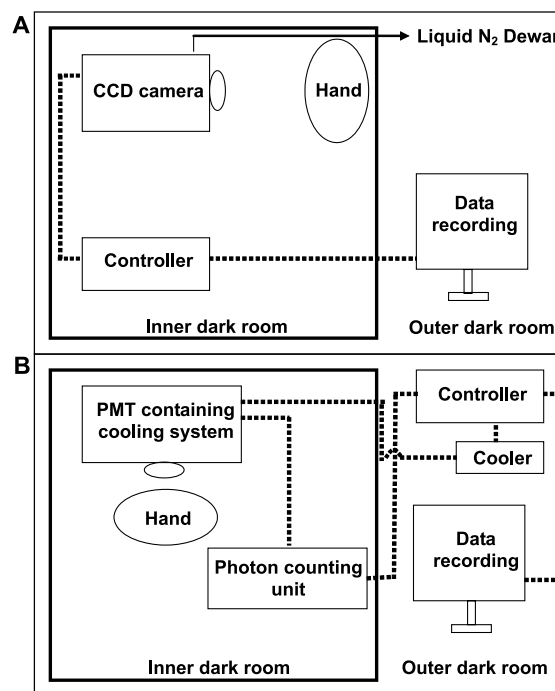 A
Liquid N₂ Dewar
CCD camera
Hand
Data
recording
Controller
Inner dark room
Outer dark room
B
PMT containing
cooling system
Controller
Cooler
Hand
Data
recording
Photon counting
unit
Inner dark room
Outer dark room